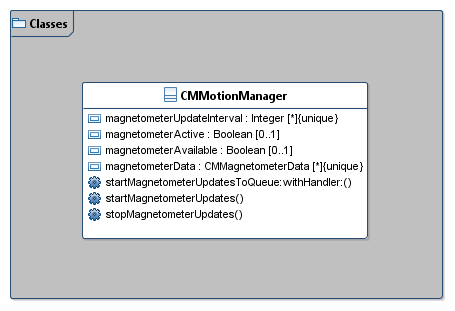 Classes
CMMotionManager
magnetometerUpdateInterval : Integer [*]{unique}
magnetometerActive : Boolean [0..1]
magnetometerAvailable : Boolean [0..1]
magnetometerData : CMMagnetometerData [*]{unique}
startMagnetometerUpdatesToQueue:withHandler:()
startMagnetometerUpdates()
stopMagnetometerUpdates()